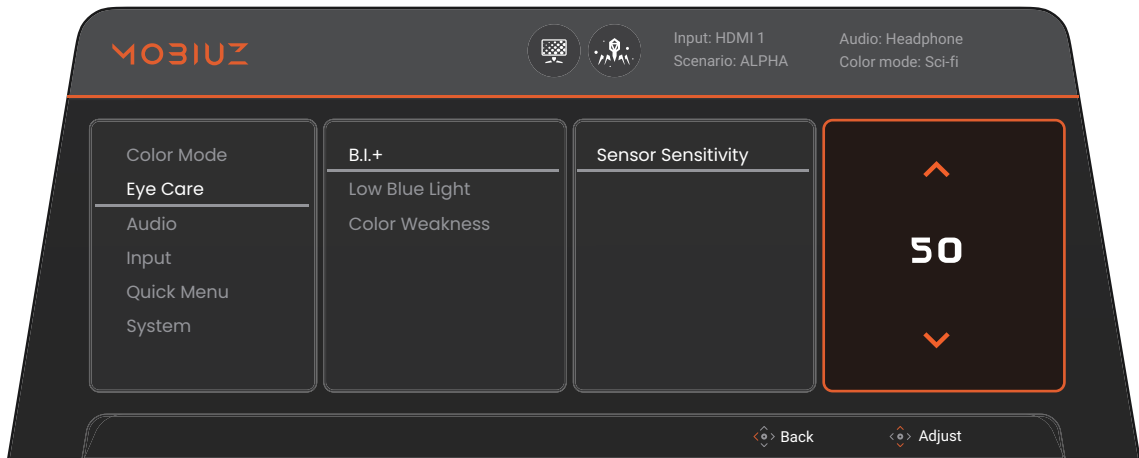 MOBIUZ
Input: HDMI 1
Scenario: ALPHA
Audio: Headphone
Color mode: Sci-fi
Color Mode
Eye Care
Audio
Input
Quick Menu
System
B.I.+
Low Blue Light
Color Weakness
Sensor Sensitivity
50
Back
Adjust